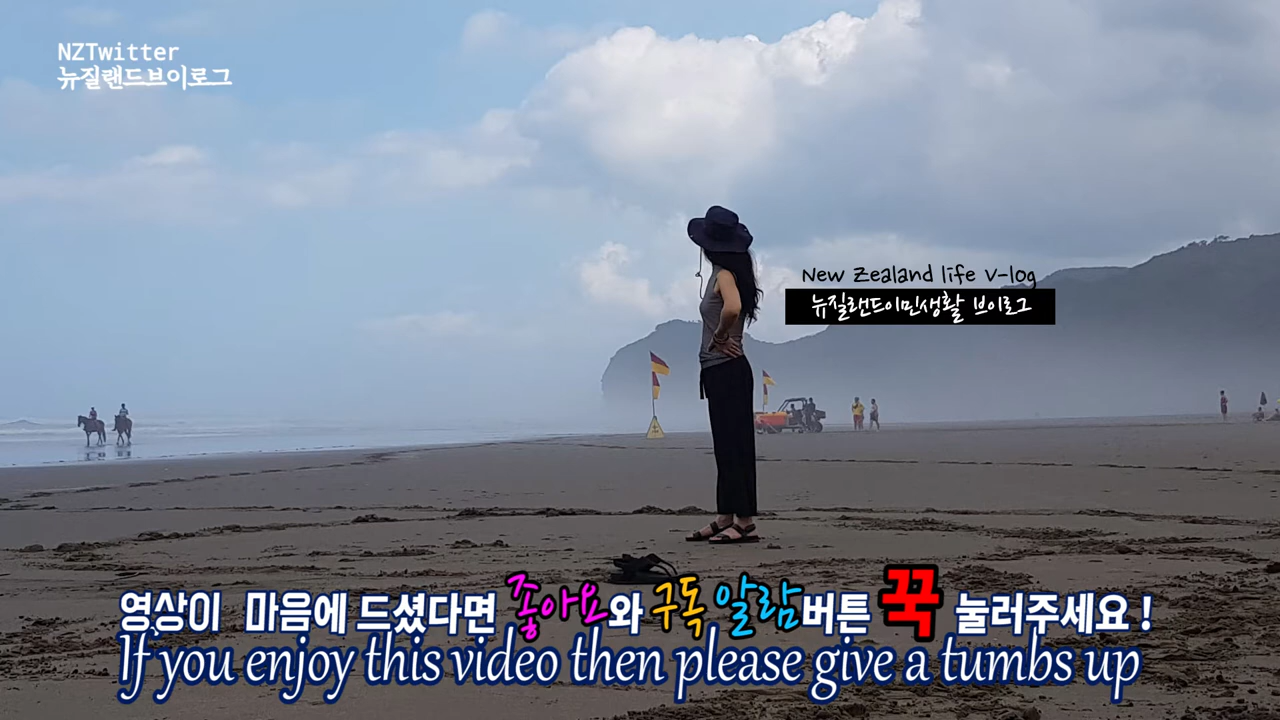 NZTwitter
뉴질랜드브이로그
New Zealand life V-log
뉴질랜드이민생활 브이로그
영상이 마음에 드셨다면 좋아요와 구독 알람버튼 꾹 눌러주세요 !
If you enjoy this video then please give a tumbs up